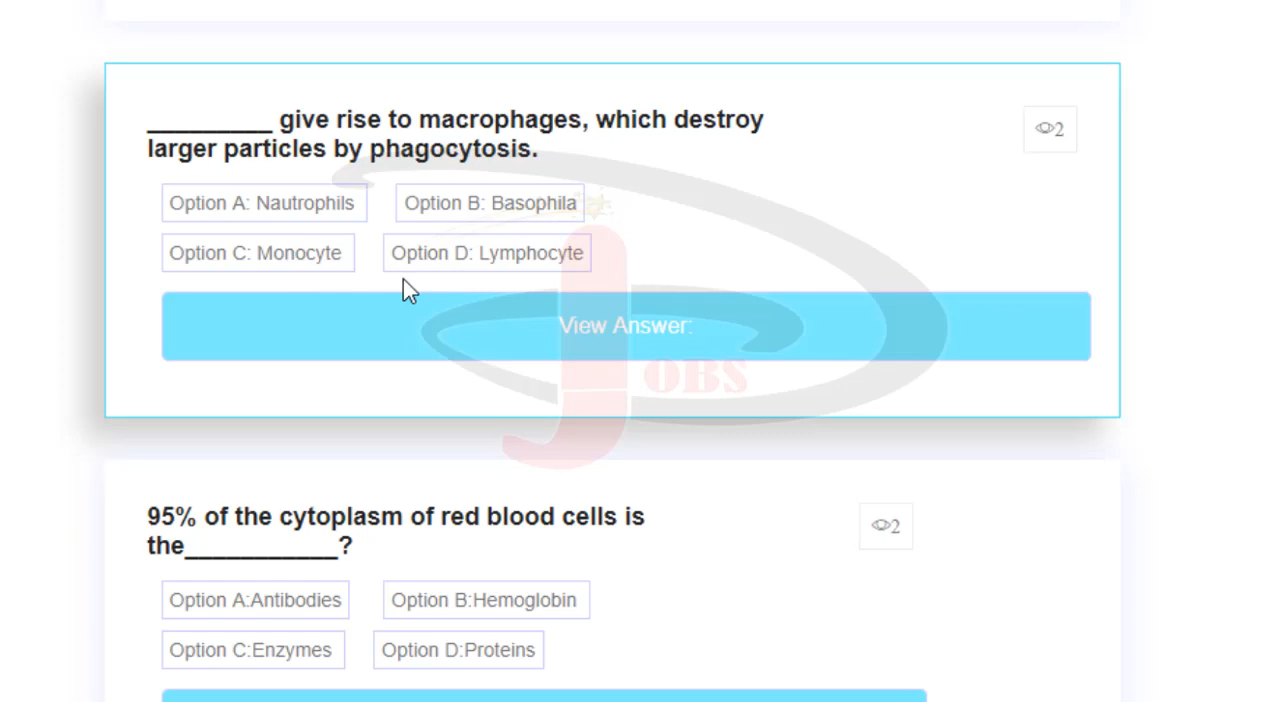 _________ give rise to macrophages, which destroy
larger particles by phagocytosis.
2
Option A: Nautrophils
Option B: Basophila
Option C: Monocyte
Option D: Lymphocyte
View Answer:
JOBS
95% of the cytoplasm of red blood cells is
the___________?
2
Option A:Antibodies
Option B:Hemoglobin
Option C:Enzymes
Option D:Proteins